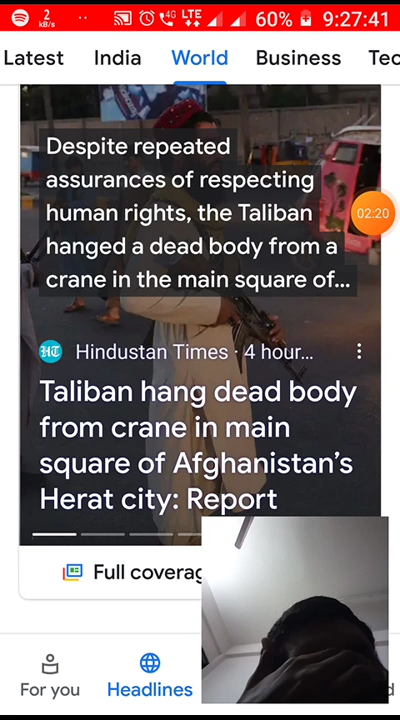 2
kB/s
4G
LTE
60%
9:27:41
Latest
India
World
Business
Tec
Despite repeated
assurances of respecting
human rights, the Taliban
hanged a dead body from a
crane in the main square of...
02:20
HT
Hindustan Times · 4 hour...
Taliban hang dead body
from crane in main
square of Afghanistan's
Herat city: Report
Full coverag
For you
Headlines
d